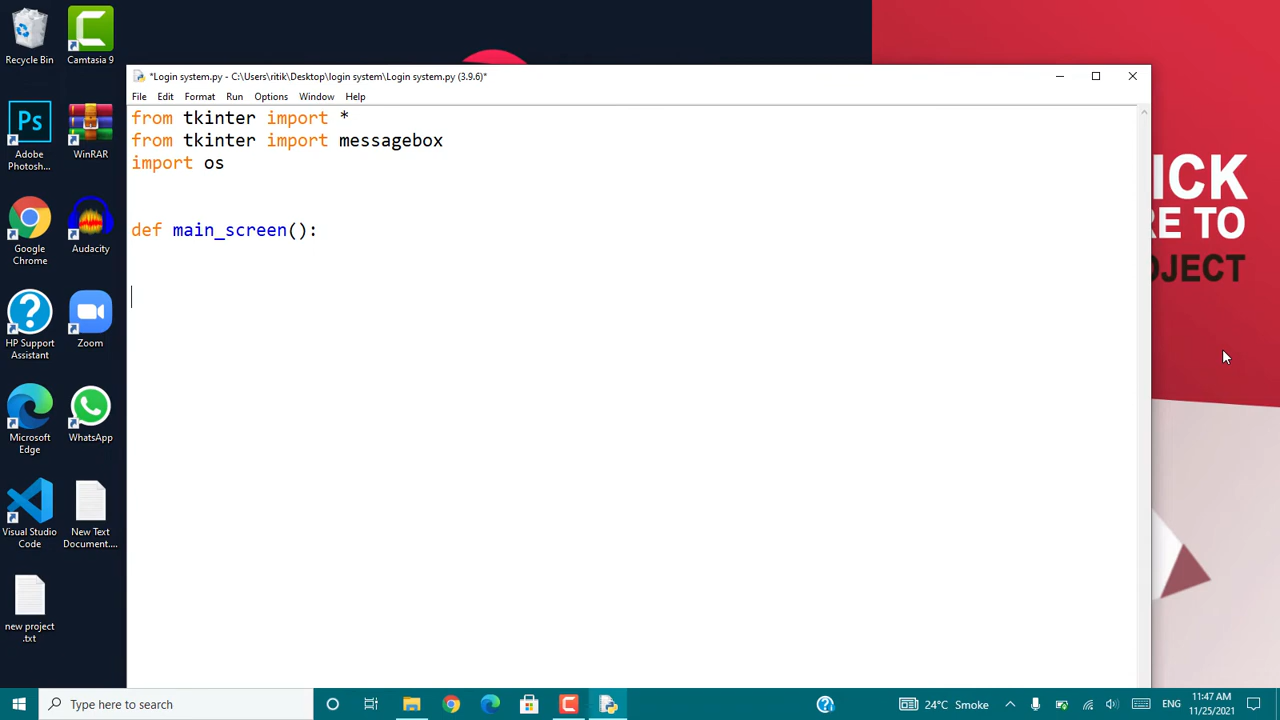 Recycle Bin
Camtasia 9
Ps
Adobe
Photosh...
WinRAR
Google
Chrome
Audacity
HP Support
Assistant
Zoom
Microsoft
Edge
WhatsApp
Visual Studio
Code
New Text
Document....
new project
.txt
*Login system.py - C:\Users\ritik\Desktop\login system\Login system.py (3.9.6)*
File Edit Format Run Options Window Help
from tkinter import *
from tkinter import messagebox
import os
def main_screen():
ICK
RE TO
OJECT
Type to search
24°C Smoke
ENG
11:47 AM
11/25/2021